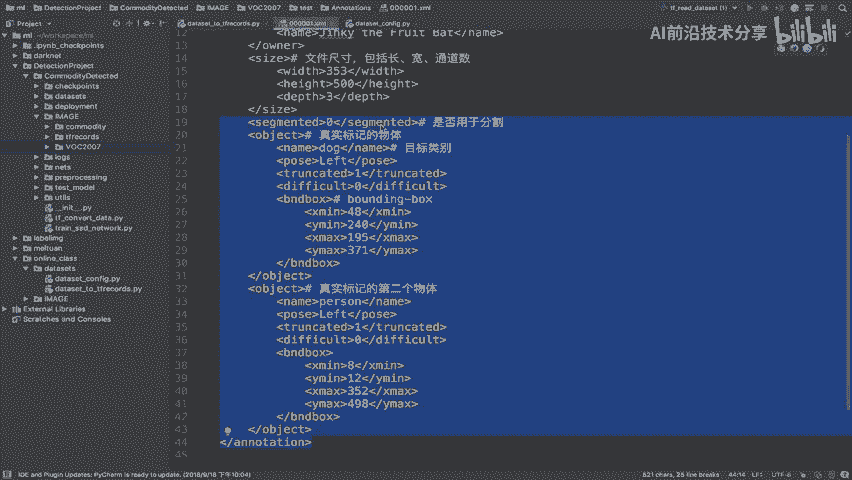 ml
DetectionProject
CommodityDetected
IMAGE
VOC2007
test
Annotations
000001.xml
tf_read_dataset (1)
AI前沿技术分享
bilibili
Project
dataset_to_tfrecords.py
000001.xml
dataset_config.py
ml ~/workspace/ml
.ipynb_checkpoints
darknet
DetectionProject
CommodityDetected
checkpoints
datasets
deployment
IMAGE
commodity
tfrecords
VOC2007
logs
nets
preprocessing
test_model
utils
__init__.py
tf_convert_data.py
train_ssd_network.py
labelimg
meituan
online_class
datasets
dataset_config.py
dataset_to_tfrecords.py
IMAGE
External Libraries
Scratches and Consoles
12 <name>Jinky the Fruit Bat</name>
13 </owner>
14 <size># 文件尺寸，包括长、宽、通道数
15 <width>353</width>
16 <height>500</height>
17 <depth>3</depth>
18 </size>
19 <segmented>0</segmented># 是否用于分割
20 <object># 真实标记的物体
21 <name>dog</name># 目标类别
22 <pose>Left</pose>
23 <truncated>1</truncated>
24 <difficult>0</difficult>
25 <bndbox># bounding-box
26 <xmin>48</xmin>
27 <ymin>240</ymin>
28 <xmax>195</xmax>
29 <ymax>371</ymax>
30 </bndbox>
31 </object>
32 <object># 真实标记的第二个物体
33 <name>person</name>
34 <pose>Left</pose>
35 <truncated>1</truncated>
36 <difficult>0</difficult>
37 <bndbox>
38 <xmin>8</xmin>
39 <ymin>12</ymin>
40 <xmax>352</xmax>
41 <ymax>498</ymax>
42 </bndbox>
43 </object>
44 </annotation>
45
IDE and Plugin Updates: PyCharm is ready to update. (2018/9/18 下午10:04)
621 chars, 25 line breaks
44:14
LF÷
UTF-8